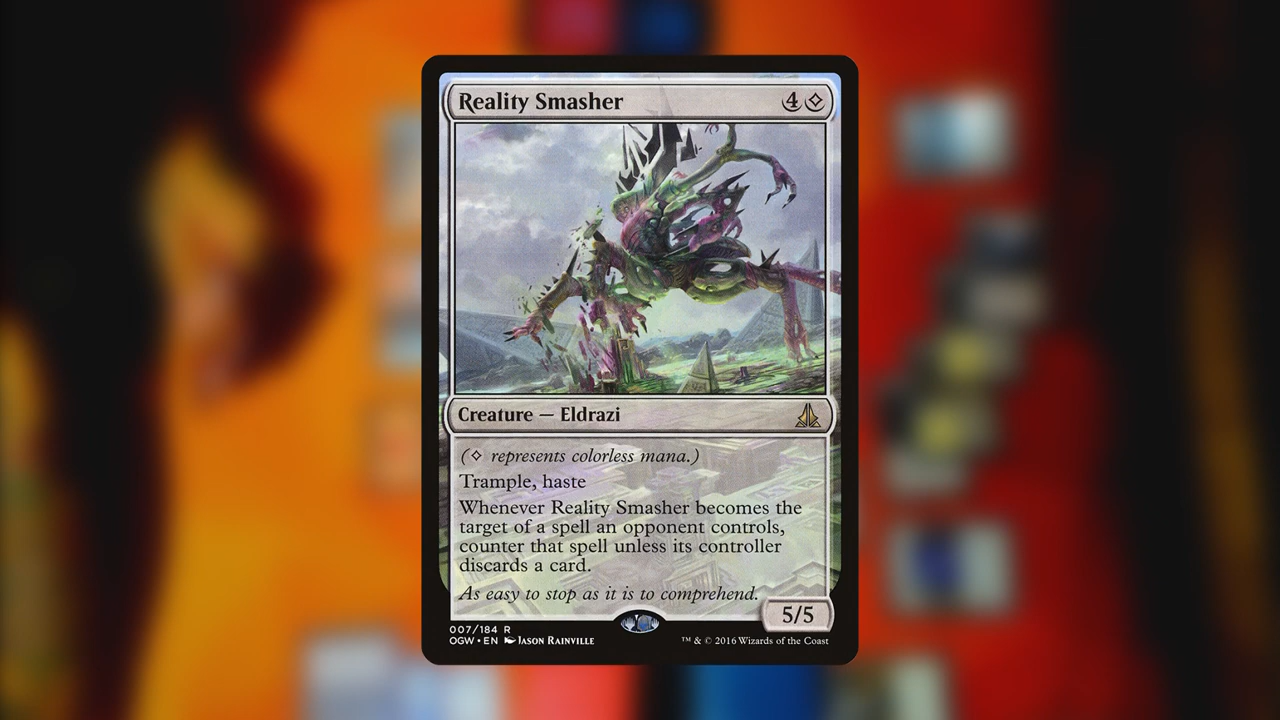 Reality Smasher 4◇
Creature — Eldrazi
(◇ represents colorless mana.)
Trample, haste
Whenever Reality Smasher becomes the
target of a spell an opponent controls,
counter that spell unless its controller
discards a card.
As easy to stop as it is to comprehend.
5/5
007/184 R
OGW • EN Jason Rainville
™ & © 2016 Wizards of the Coast